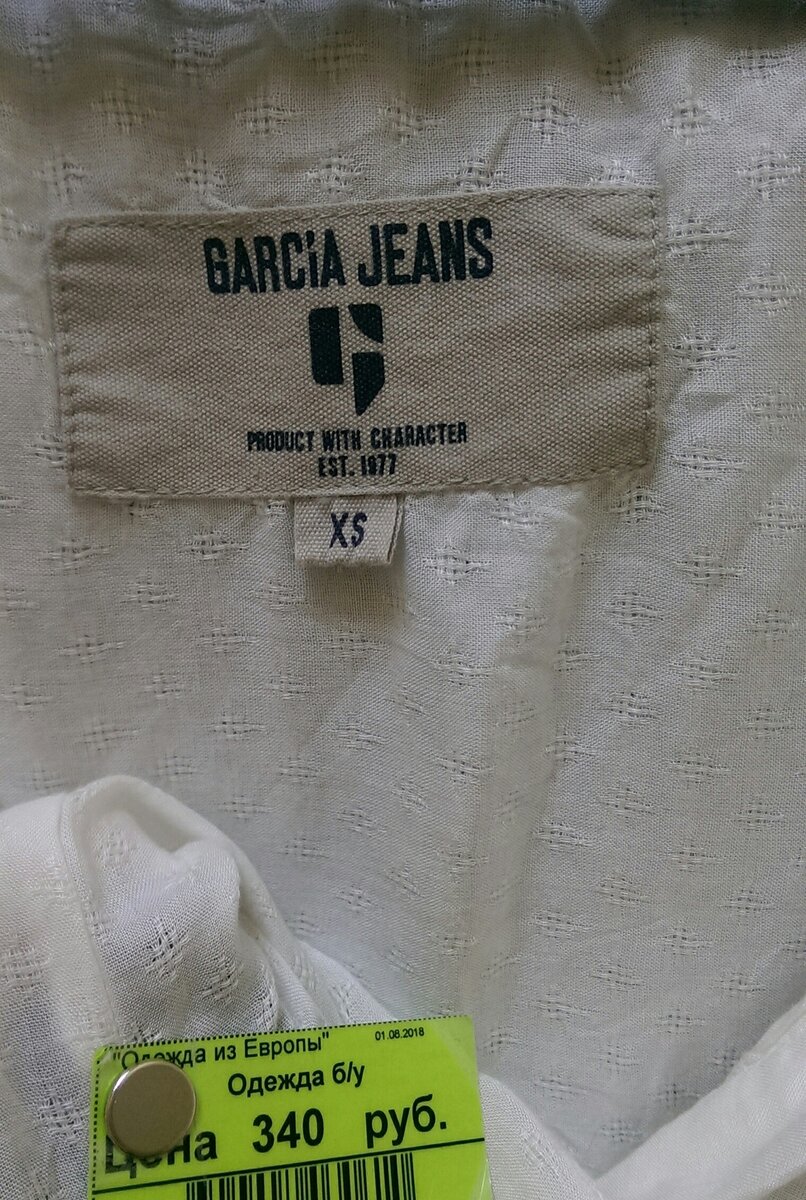 GARCiA JEANS
PRODUCT WITH CHARACTER
EST. 1977
XS
"Одежда из Европы" 01.08.2018
Одежда б/у
Цена 340 руб.